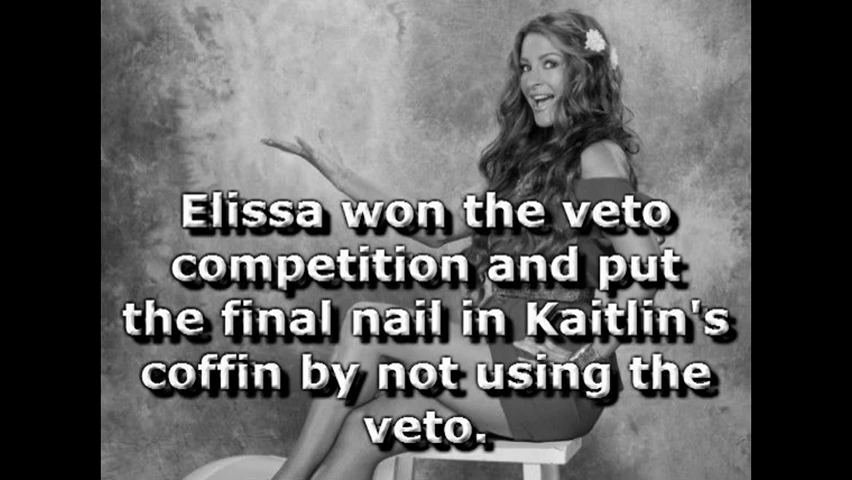 Elissa won the veto
competition and put
the final nail in Kaitlin's
coffin by not using the
veto.